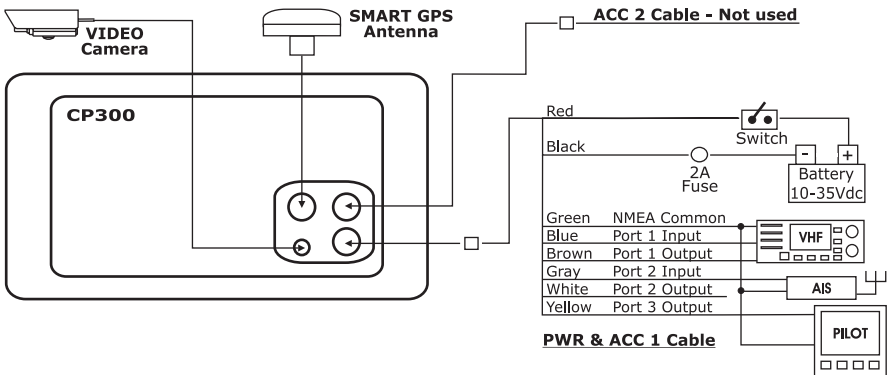 VIDEO
Camera
SMART GPS
Antenna
ACC 2 Cable - Not used
CP300
Red
Switch
Black
2A
Fuse
- +
Battery
10-35Vdc
Green NMEA Common
Blue Port 1 Input
Brown Port 1 Output
Gray Port 2 Input
White Port 2 Output
Yellow Port 3 Output
VHF
AIS
PILOT
PWR & ACC 1 Cable